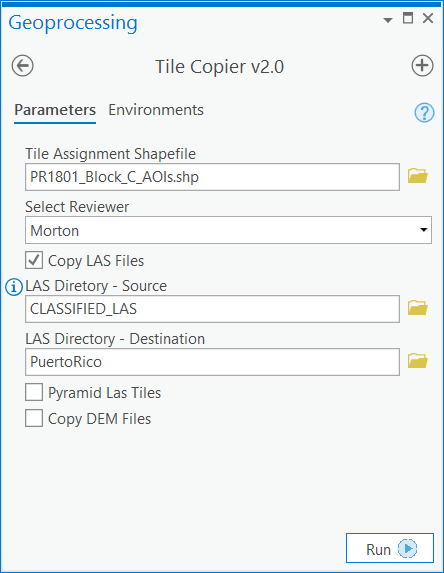 Geoprocessing
Tile Copier v2.0
Parameters Environments
Tile Assignment Shapefile
PR1801_Block_C_AOIs.shp
Select Reviewer
Morton
Copy LAS Files
LAS Diretory - Source
CLASSIFIED_LAS
LAS Directory - Destination
PuertoRico
Pyramid Las Tiles
Copy DEM Files
Run